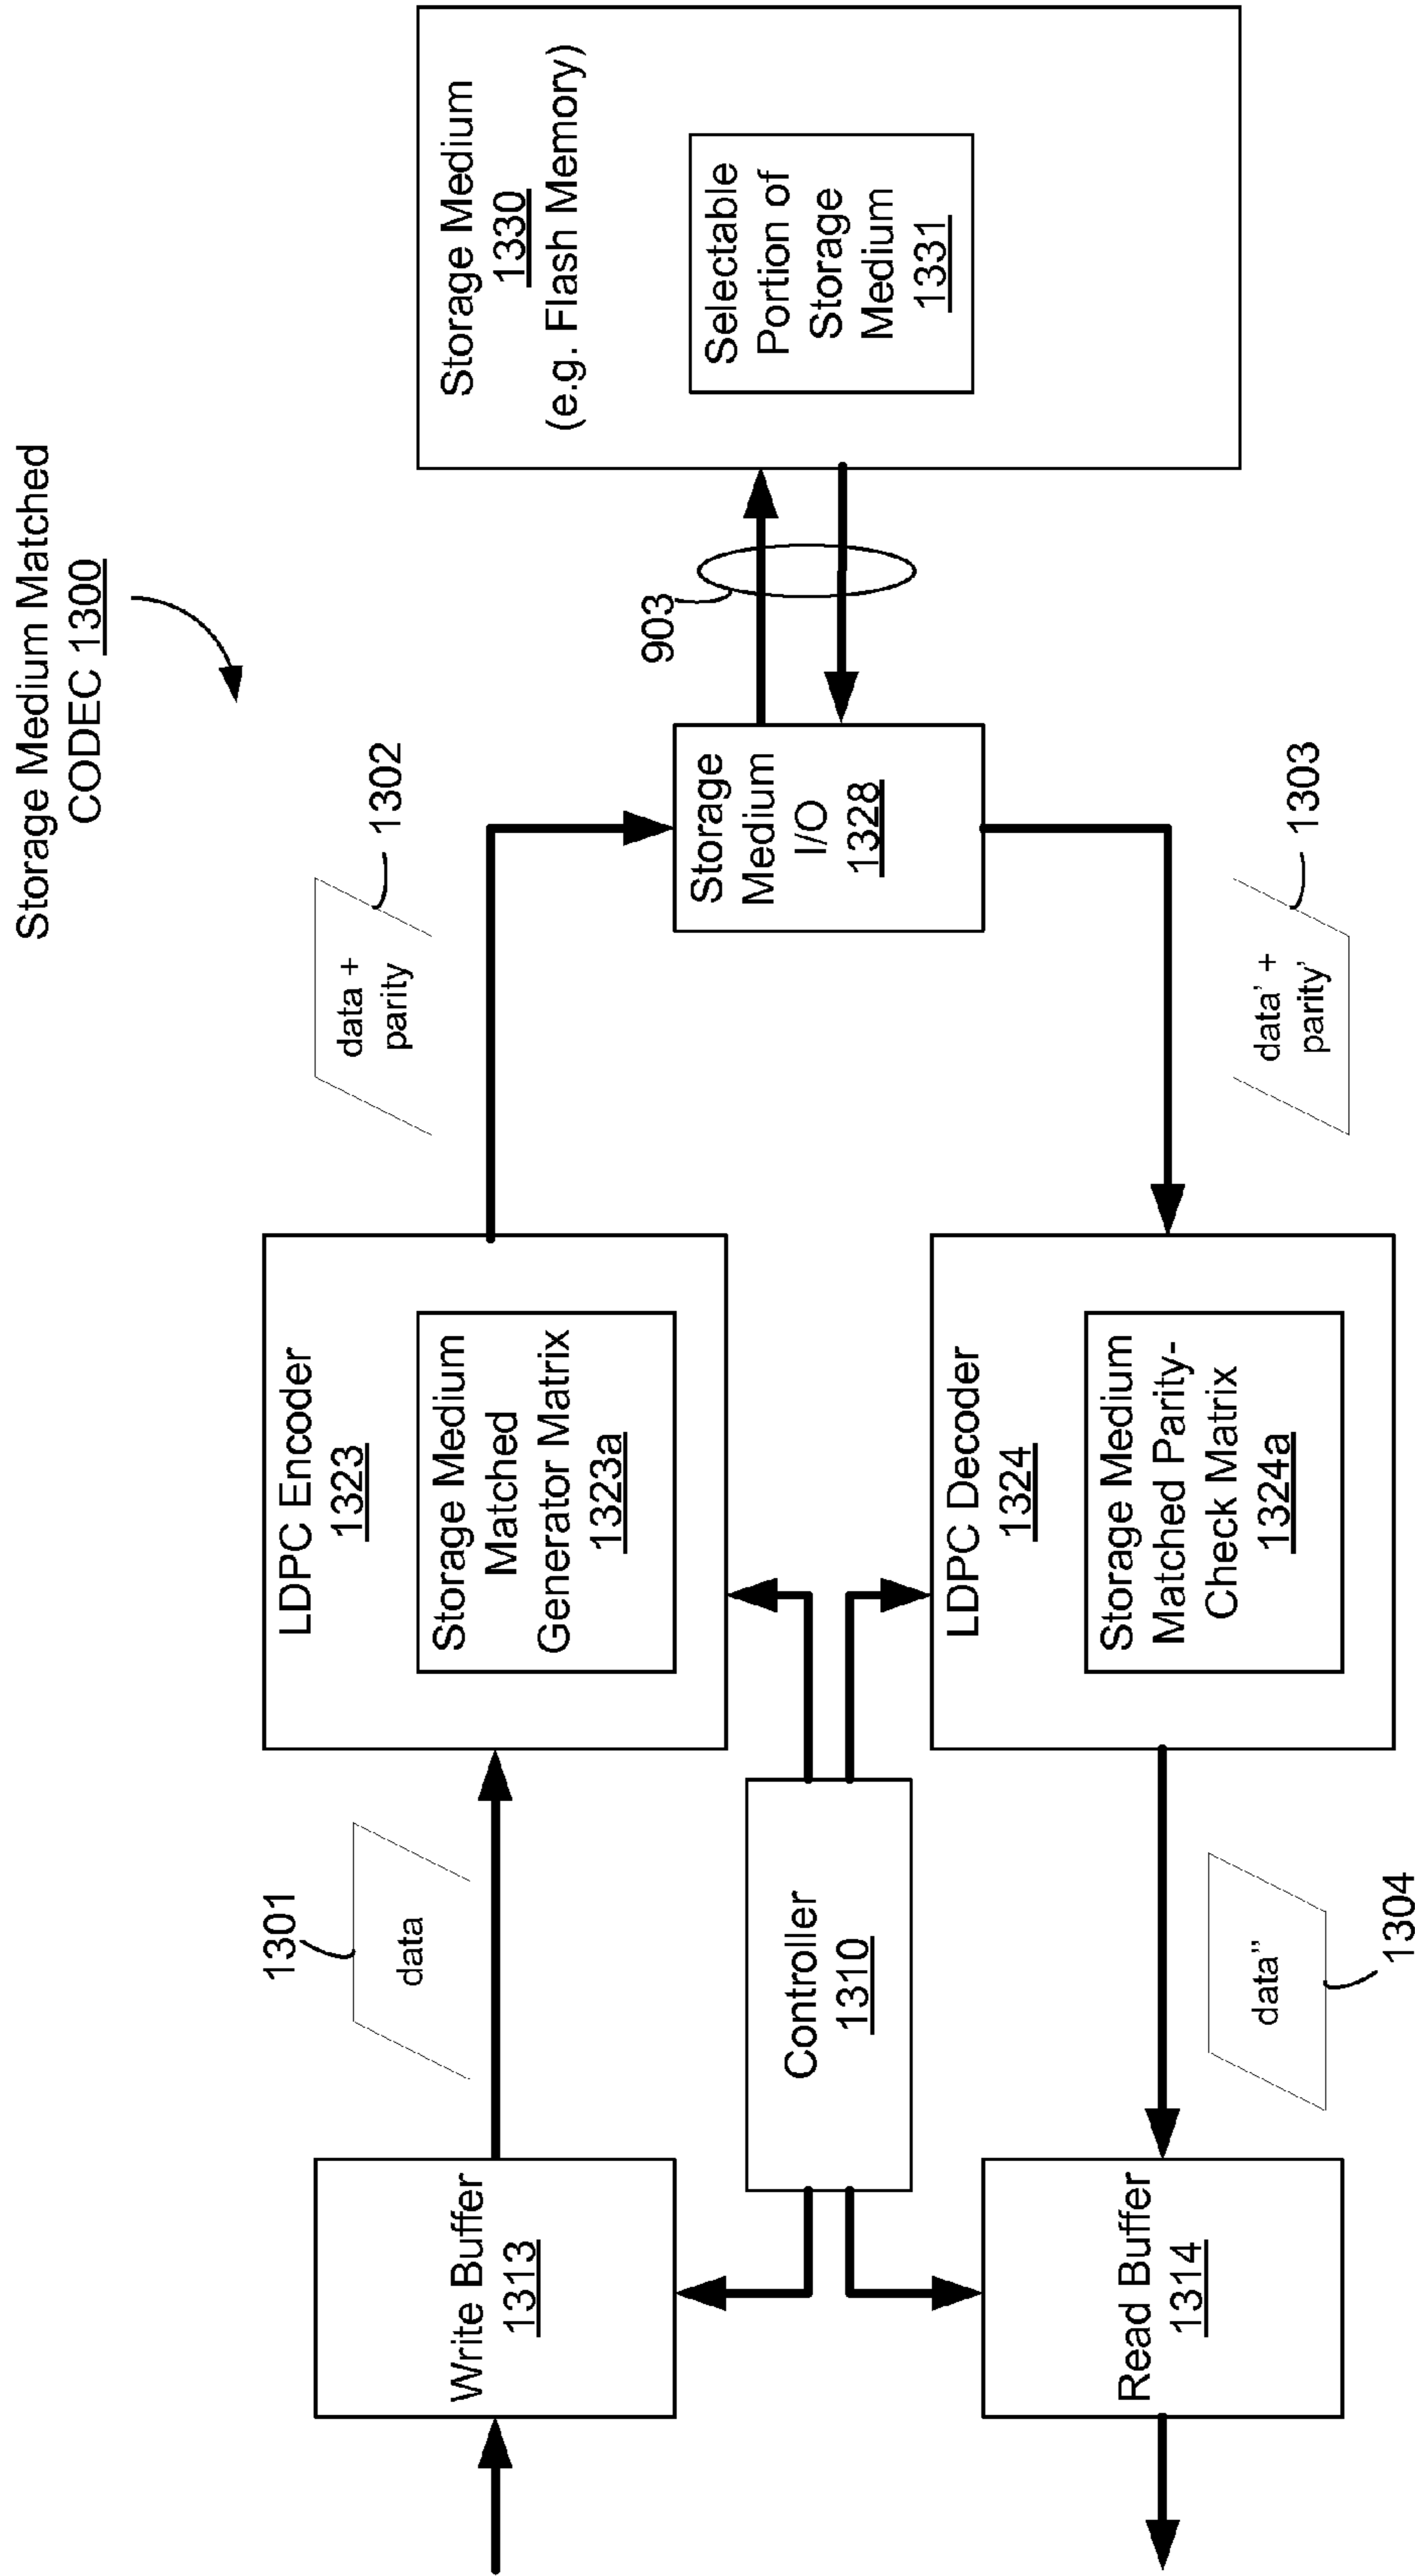 Storage Medium Matched
CODEC 1300
Write Buffer
1313
1301
data
LDPC Encoder
1323
Storage Medium
Matched
Generator Matrix
1323a
data +
parity
1302
Controller
1310
Storage
Medium
I/O
1328
903
Storage Medium
1330
(e.g. Flash Memory)
Selectable
Portion of
Storage
Medium
1331
Read Buffer
1314
data”
1304
LDPC Decoder
1324
Storage Medium
Matched Parity-
Check Matrix
1324a
data’ +
parity’
1303